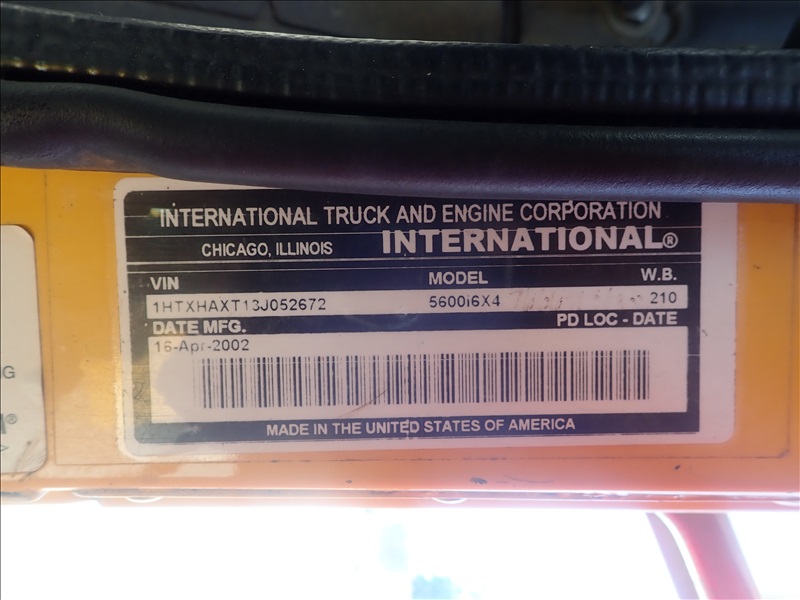 INTERNATIONAL TRUCK AND ENGINE CORPORATION
CHICAGO, ILLINOIS INTERNATIONAL®
VIN MODEL W.B.
1HTXHAXT13J052672 5600i6X4 210
DATE MFG. PD LOC - DATE
16-Apr-2002
MADE IN THE UNITED STATES OF AMERICA
G
®